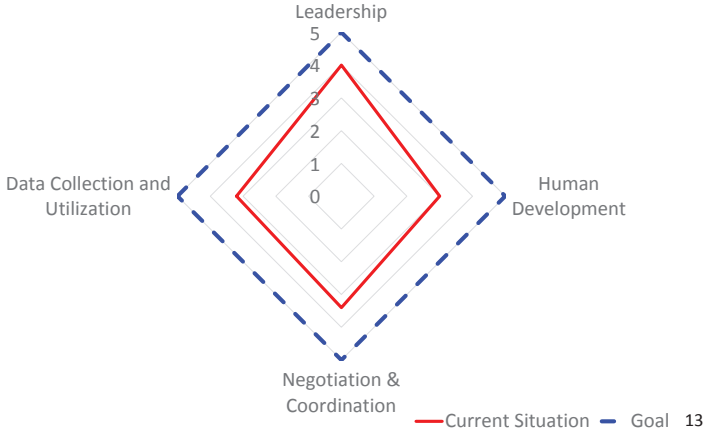 Leadership
5
4
3
2
1
0
Data Collection and
Utilization
Human
Development
Negotiation &
Coordination
Current Situation
Goal
13